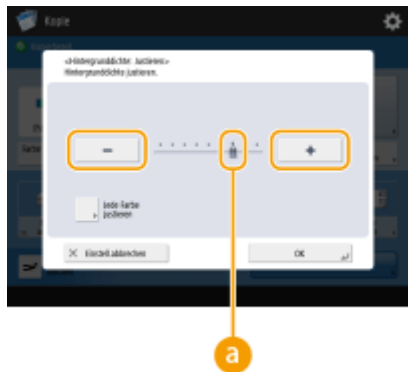 Kopie
<Hintergrunddichte: Justieren>
Hintergrunddichte justieren.
−
+
Jede Farbe
justieren
Einstell.abbrechen
OK
a